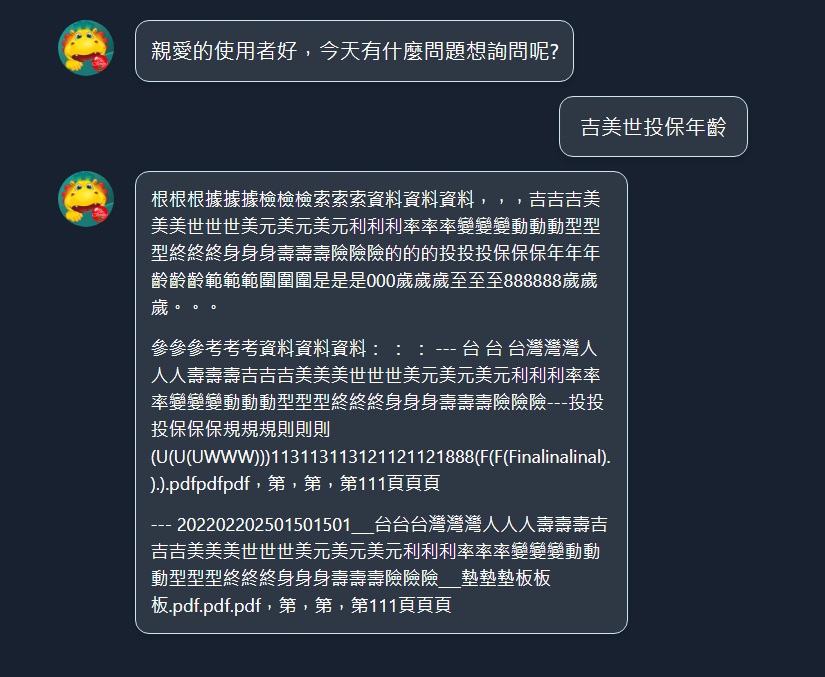 親愛的使用者好，今天有什麼問題想詢問呢?
吉美世投保年齡
根根根據據據檢檢檢索索索資料資料資料，，，吉吉吉美
美美世世世美元美元美元利利利率率率變變變動動動型型
型終終終身身身壽壽壽險險險的的的投投投保保保年年年
齡齡齡範範範圍圍圍是是是000歲歲歲至至至888888歲歲
歲。。。
參參參考考考資料資料資料： ： ： --- 台 台 台灣灣灣人
人人壽壽壽吉吉吉美美美世世世美元美元美元利利利率率
率變變變動動動型型型終終終身身身壽壽壽險險險---投投
投保保保規規規則則則
(U(U(UWWW)))113113113121121121888(F(F(Finalinalinal).
).).pdfpdfpdf，第，第，第111頁頁頁
--- 202202202501501501___台台台灣灣灣人人人壽壽壽吉
吉吉美美美世世世美元美元美元利利利率率率變變變動動
動型型型終終終身身身壽壽壽險險險___墊墊墊板板
板.pdf.pdf.pdf，第，第，第111頁頁頁